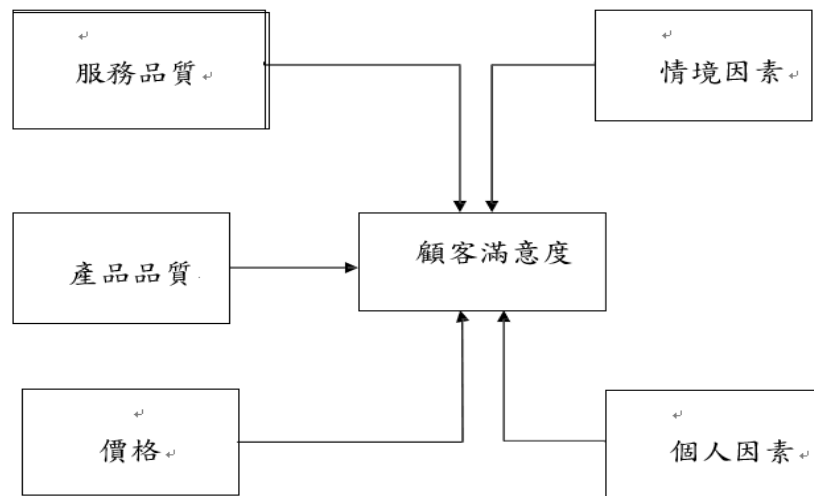 服務品質
情境因素
產品品質
顧客滿意度
價格
個人因素